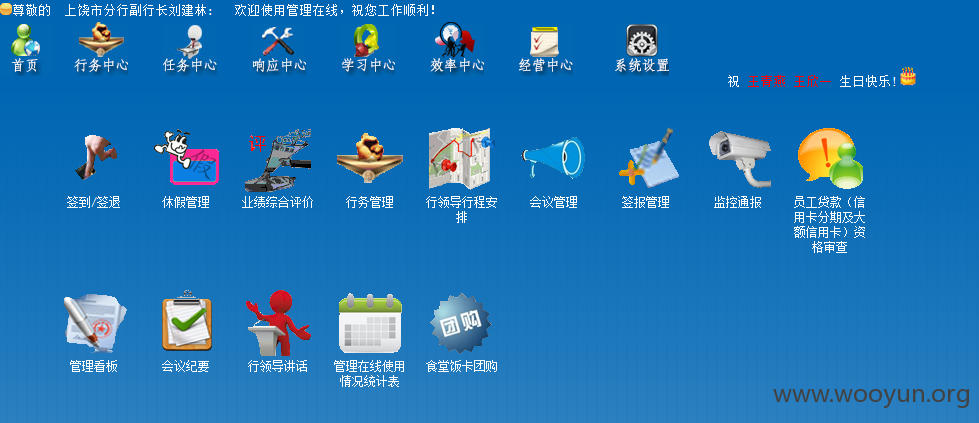 尊敬的 上饶市分行副行长刘建林： 欢迎使用管理在线，祝您工作顺利！
首页 行务中心 任务中心 响应中心 学习中心 效率中心 经营中心 系统设置
祝 生日快乐！
评 假
签到/签退 休假管理 业绩综合评价 行务管理 行领导行程安 会议管理 签报管理 监控通报 员工贷款（信
排 用卡分期及大
额信用卡）资
格审查
团购
管理看板 会议纪要 行领导讲话 管理在线使用 食堂饭卡团购
情况统计表
www.wooyun.org